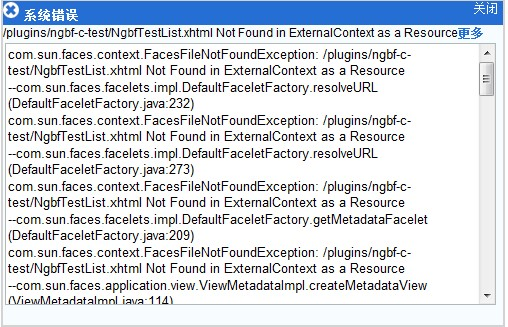 系统错误 关闭
/plugins/ngbf-c-test/NgbfTestList.xhtml Not Found in ExternalContext as a Resource更多
com.sun.faces.context.FacesFileNotFoundException: /plugins/ngbf-c-
test/NgbfTestList.xhtml Not Found in ExternalContext as a Resource
--com.sun.faces.facelets.impl.DefaultFaceletFactory.resolveURL
(DefaultFaceletFactory.java:232)
com.sun.faces.context.FacesFileNotFoundException: /plugins/ngbf-c-
test/NgbfTestList.xhtml Not Found in ExternalContext as a Resource
--com.sun.faces.facelets.impl.DefaultFaceletFactory.resolveURL
(DefaultFaceletFactory.java:273)
com.sun.faces.context.FacesFileNotFoundException: /plugins/ngbf-c-
test/NgbfTestList.xhtml Not Found in ExternalContext as a Resource
--com.sun.faces.facelets.impl.DefaultFaceletFactory.getMetadataFacelet
(DefaultFaceletFactory.java:209)
com.sun.faces.context.FacesFileNotFoundException: /plugins/ngbf-c-
test/NgbfTestList.xhtml Not Found in ExternalContext as a Resource
--com.sun.faces.application.view.ViewMetadataImpl.createMetadataView
(ViewMetadataImpl.java:114)